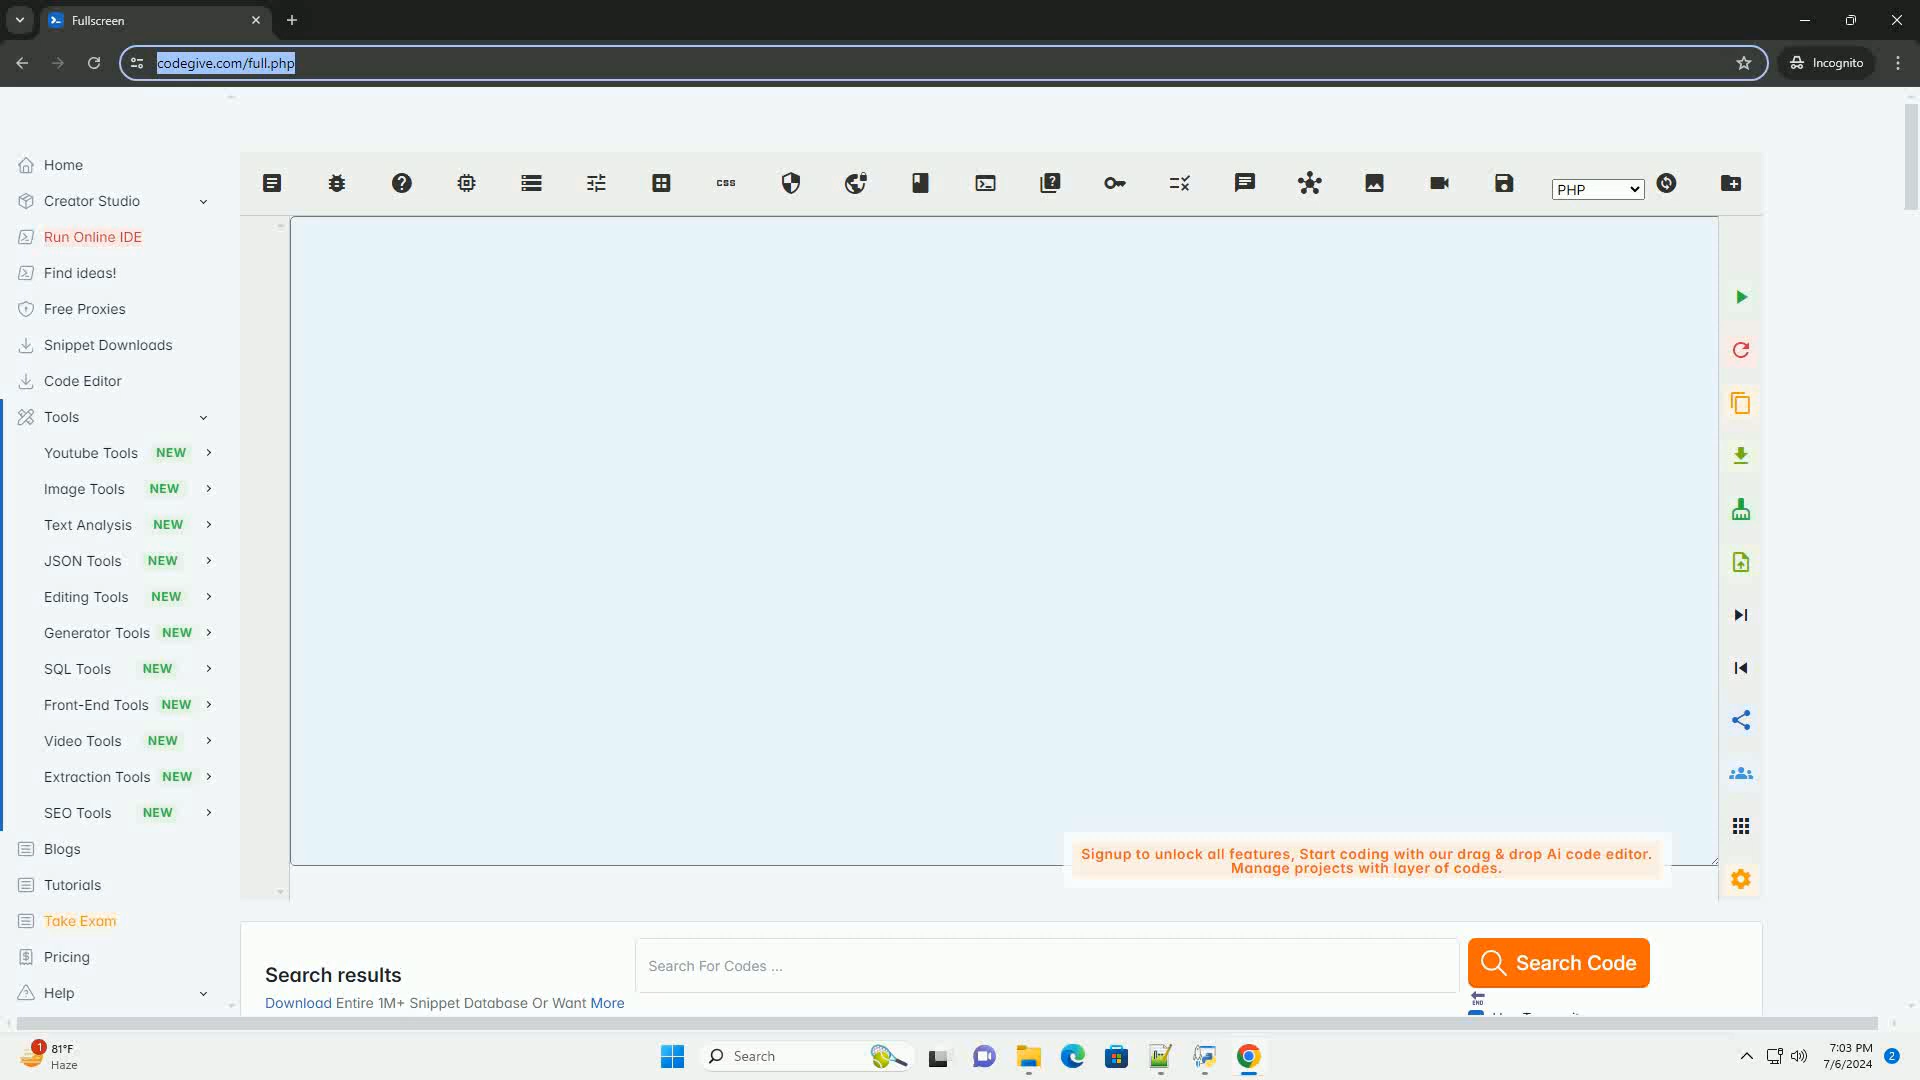 Fullscreen
codegive.com/full.php
Incognito
Home
Creator Studio
Run Online IDE
Find ideas!
Free Proxies
Snippet Downloads
Code Editor
Tools
Youtube Tools NEW
Image Tools NEW
Text Analysis NEW
JSON Tools NEW
Editing Tools NEW
Generator Tools NEW
SQL Tools NEW
Front-End Tools NEW
Video Tools NEW
Extraction Tools NEW
SEO Tools NEW
Blogs
Tutorials
Take Exam
Pricing
Help
CSS
PHP
Signup to unlock all features, Start coding with our drag & drop Ai code editor.
Manage projects with layer of codes.
Search results
Search For Codes ...
Search Code
Download Entire 1M+ Snippet Database Or Want More
END
1
81°F
Haze
Search
7:03 PM
7/6/2024
2